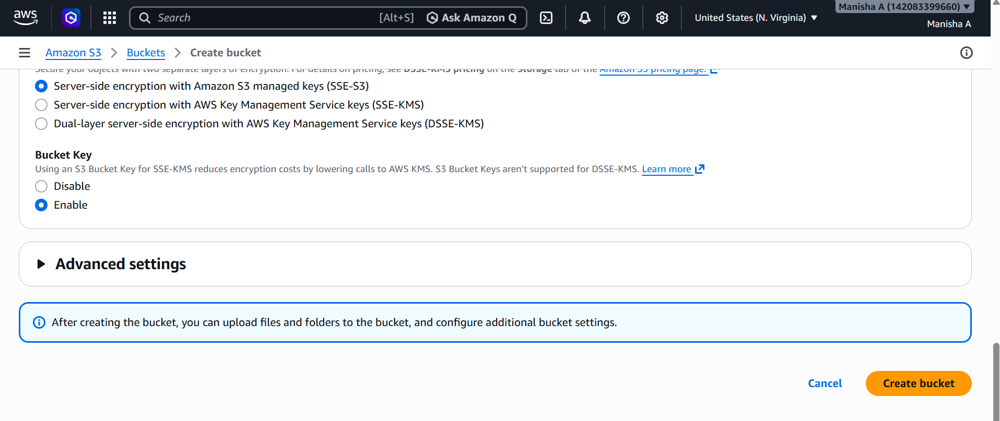 aws
Search
[Alt+S]
Ask Amazon Q
United States (N. Virginia)
Manisha A (142083399660)
Manisha A
Amazon S3
Buckets
Create bucket
Secure your objects with two separate layers of encryption. For details on pricing, see DSSE-KMS pricing on the Storage tab of the Amazon S3 pricing page.
Server-side encryption with Amazon S3 managed keys (SSE-S3)
Server-side encryption with AWS Key Management Service keys (SSE-KMS)
Dual-layer server-side encryption with AWS Key Management Service keys (DSSE-KMS)
Bucket Key
Using an S3 Bucket Key for SSE-KMS reduces encryption costs by lowering calls to AWS KMS. S3 Bucket Keys aren't supported for DSSE-KMS. Learn more
Disable
Enable
Advanced settings
After creating the bucket, you can upload files and folders to the bucket, and configure additional bucket settings.
Cancel
Create bucket